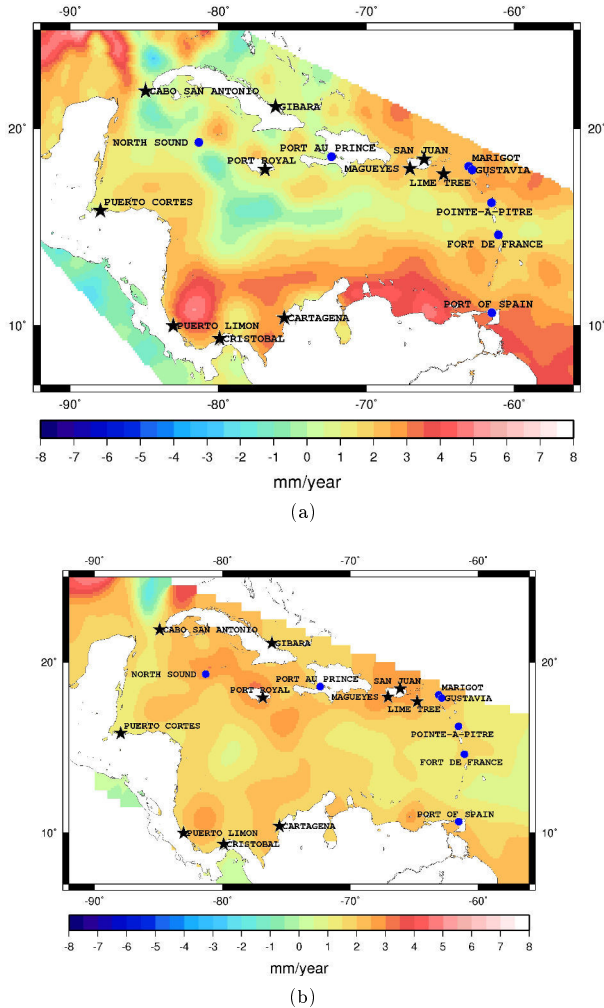 -90° -80° -70° -60°
CABO SAN ANTONIO
GIBARA
20° 20°
NORTH SOUND
PORT AU PRINCE
SAN JUAN
PORT ROYAL
MARIGOT
MAGUEYES
GUSTAVIA
LIME TREE
PUERTO CORTES
POINTE-A-PITRE
FORT DE FRANCE
PORT OF SPAIN
10° 10°
CARTAGENA
PUERTO LIMON
CRISTOBAL
-90° -80° -70° -60°
-8 -7 -6 -5 -4 -3 -2 -1 0 1 2 3 4 5 6 7 8
mm/year
(a)
-90° -80° -70° -60°
CABO SAN ANTONIO
GIBARA
20° 20°
NORTH SOUND
PORT AU PRINCE
SAN JUAN
PORT ROYAL
MARIGOT
MAGUEYES
GUSTAVIA
LIME TREE
PUERTO CORTES
POINTE-A-PITRE
FORT DE FRANCE
PORT OF SPAIN
10° 10°
CARTAGENA
PUERTO LIMON
CRISTOBAL
-90° -80° -70° -60°
-8 -7 -6 -5 -4 -3 -2 -1 0 1 2 3 4 5 6 7 8
mm/year
(b)